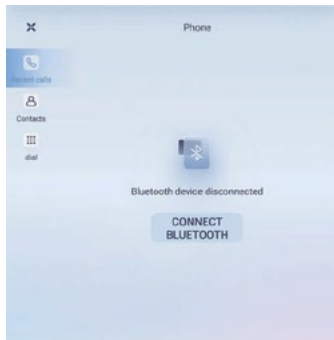 Phone
Recent calls
Contacts
dial
Bluetooth device disconnected
CONNECT
BLUETOOTH